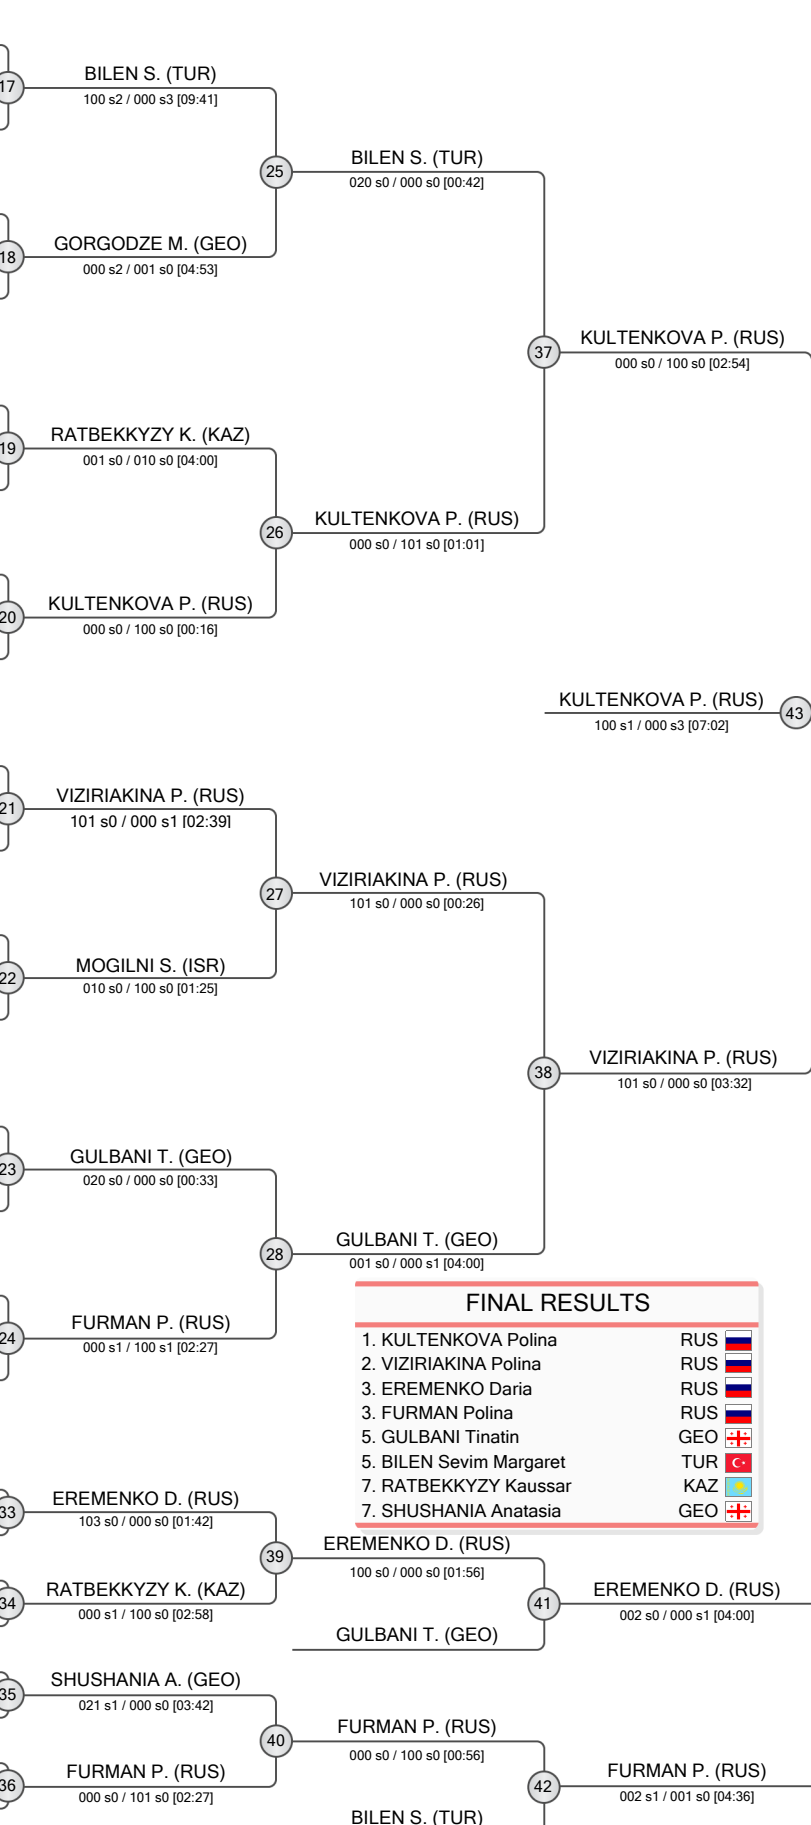 BILEN S. (TUR)
17
100 s2 / 000 s3 [09:41]
BILEN S. (TUR)
25
020 s0 / 000 s0 [00:42]
GORGODZE M. (GEO)
18
000 s2 / 001 s0 [04:53]
KULTENKOVA P. (RUS)
37
000 s0 / 100 s0 [02:54]
RATBEKKYZY K. (KAZ)
19
001 s0 / 010 s0 [04:00]
KULTENKOVA P. (RUS)
26
000 s0 / 101 s0 [01:01]
KULTENKOVA P. (RUS)
20
000 s0 / 100 s0 [00:16]
KULTENKOVA P. (RUS)
43
100 s1 / 000 s3 [07:02]
VIZIRIAKINA P. (RUS)
21
101 s0 / 000 s1 [02:39]
VIZIRIAKINA P. (RUS)
27
101 s0 / 000 s0 [00:26]
MOGILNI S. (ISR)
22
010 s0 / 100 s0 [01:25]
VIZIRIAKINA P. (RUS)
38
101 s0 / 000 s0 [03:32]
GULBANI T. (GEO)
23
020 s0 / 000 s0 [00:33]
GULBANI T. (GEO)
28
001 s0 / 000 s1 [04:00]
FURMAN P. (RUS)
24
000 s1 / 100 s1 [02:27]
FINAL RESULTS
1. KULTENKOVA Polina RUS
2. VIZIRIAKINA Polina RUS
3. EREMENKO Daria RUS
3. FURMAN Polina RUS
5. GULBANI Tinatin GEO
5. BILEN Sevim Margaret TUR
7. RATBEKKYZY Kaussar KAZ
7. SHUSHANIA Anatasia GEO
EREMENKO D. (RUS)
33
103 s0 / 000 s0 [01:42]
EREMENKO D. (RUS)
39
100 s0 / 000 s0 [01:56]
RATBEKKYZY K. (KAZ)
34
000 s1 / 100 s0 [02:58]
EREMENKO D. (RUS)
41
002 s0 / 000 s1 [04:00]
GULBANI T. (GEO)
SHUSHANIA A. (GEO)
35
021 s1 / 000 s0 [03:42]
FURMAN P. (RUS)
40
000 s0 / 100 s0 [00:56]
FURMAN P. (RUS)
36
000 s0 / 101 s0 [02:27]
FURMAN P. (RUS)
42
002 s1 / 001 s0 [04:36]
BILEN S. (TUR)